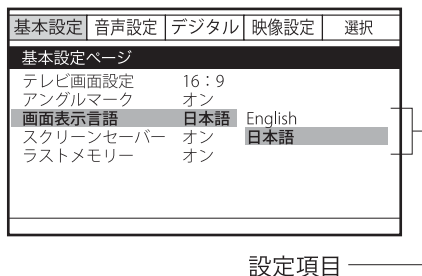 基本設定 音声設定 デジタル 映像設定 選択
基本設定ページ
テレビ画面設定 16：9
アングルマーク オン
画面表示言語 日本語 English
スクリーンセーバー オン 日本語
ラストメモリー オン
設定項目